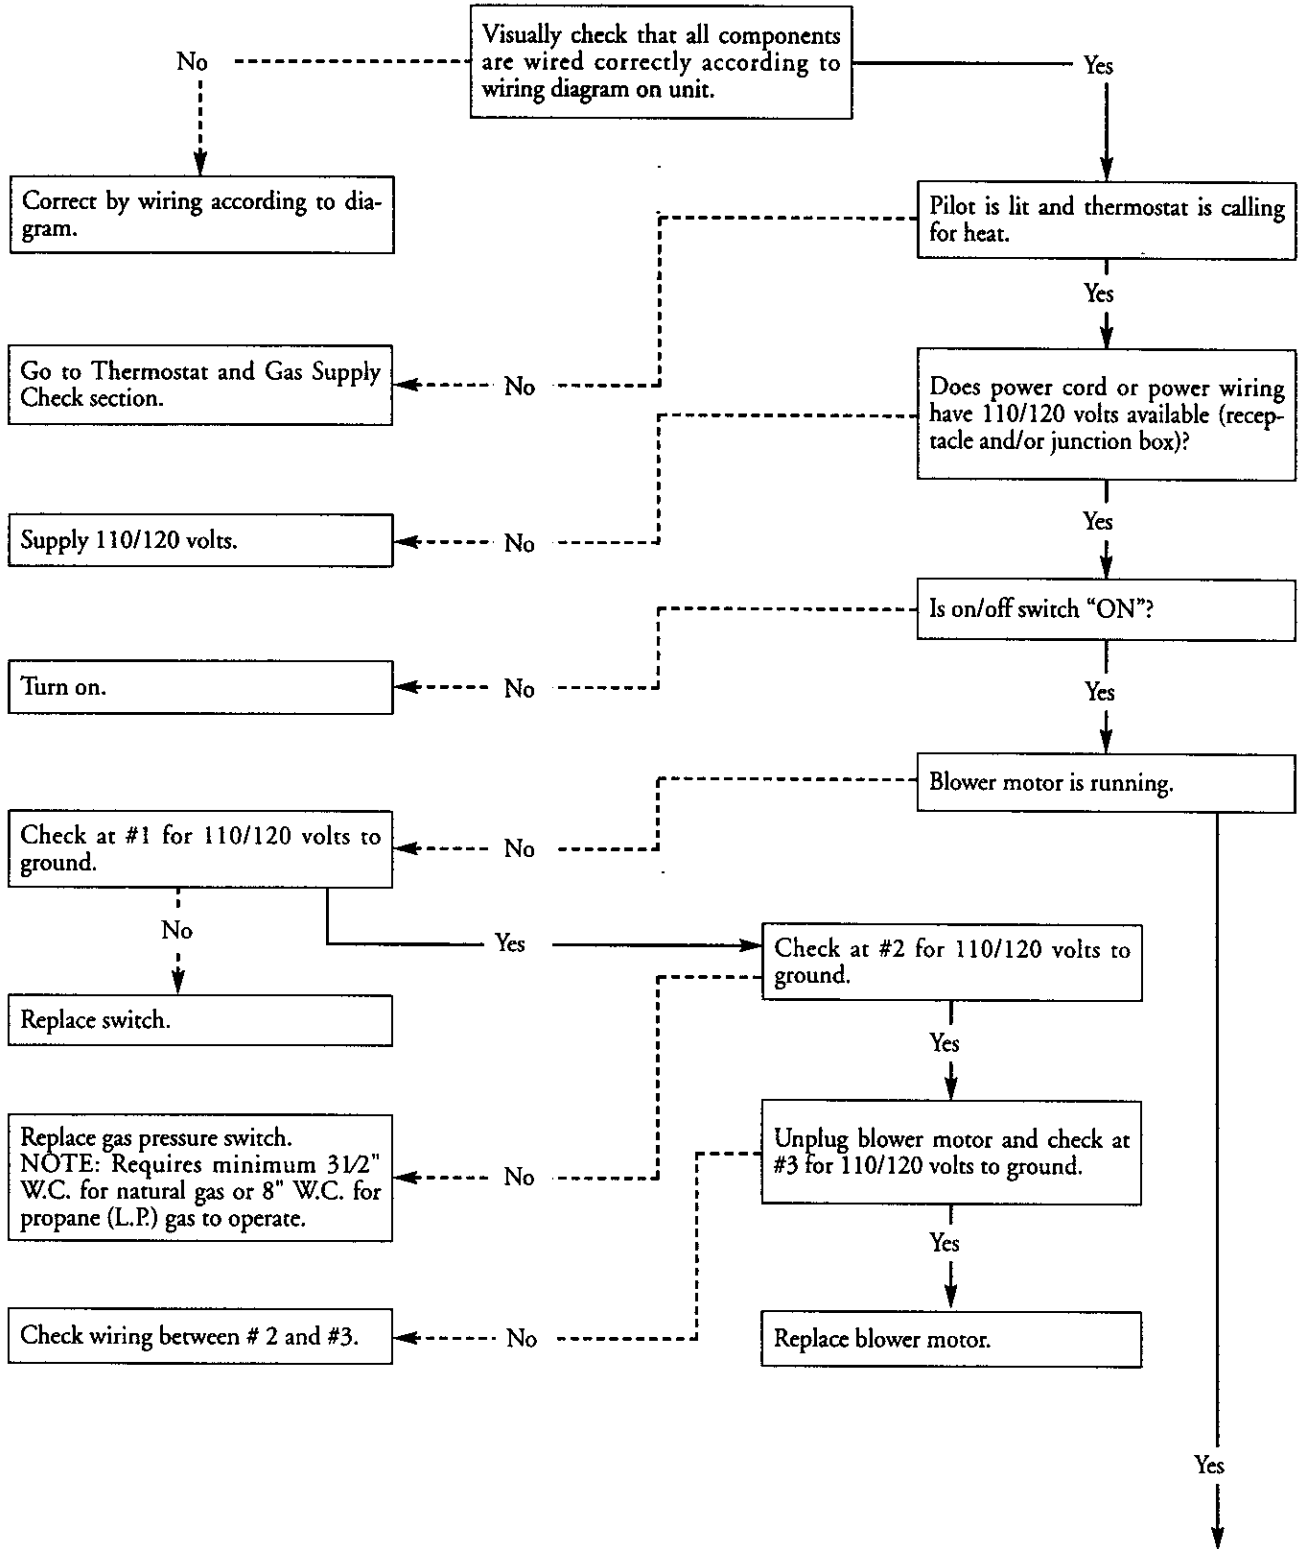 Visually check that all components
are wired correctly according to
wiring diagram on unit.
No
Yes
Correct by wiring according to dia-
gram.
Pilot is lit and thermostat is calling
for heat.
Yes
Go to Thermostat and Gas Supply
Check section.
No
Does power cord or power wiring
have 110/120 volts available (recep-
tacle and/or junction box)?
Yes
Supply 110/120 volts.
No
Is on/off switch “ON”?
Yes
Turn on.
No
Blower motor is running.
Check at #1 for 110/120 volts to
ground.
No
No
Yes
Check at #2 for 110/120 volts to
ground.
Replace switch.
Yes
Replace gas pressure switch.
NOTE: Requires minimum 31⁄2"
W.C. for natural gas or 8" W.C. for
propane (L.P.) gas to operate.
No
Unplug blower motor and check at
#3 for 110/120 volts to ground.
Yes
Check wiring between # 2 and #3.
No
Replace blower motor.
Yes